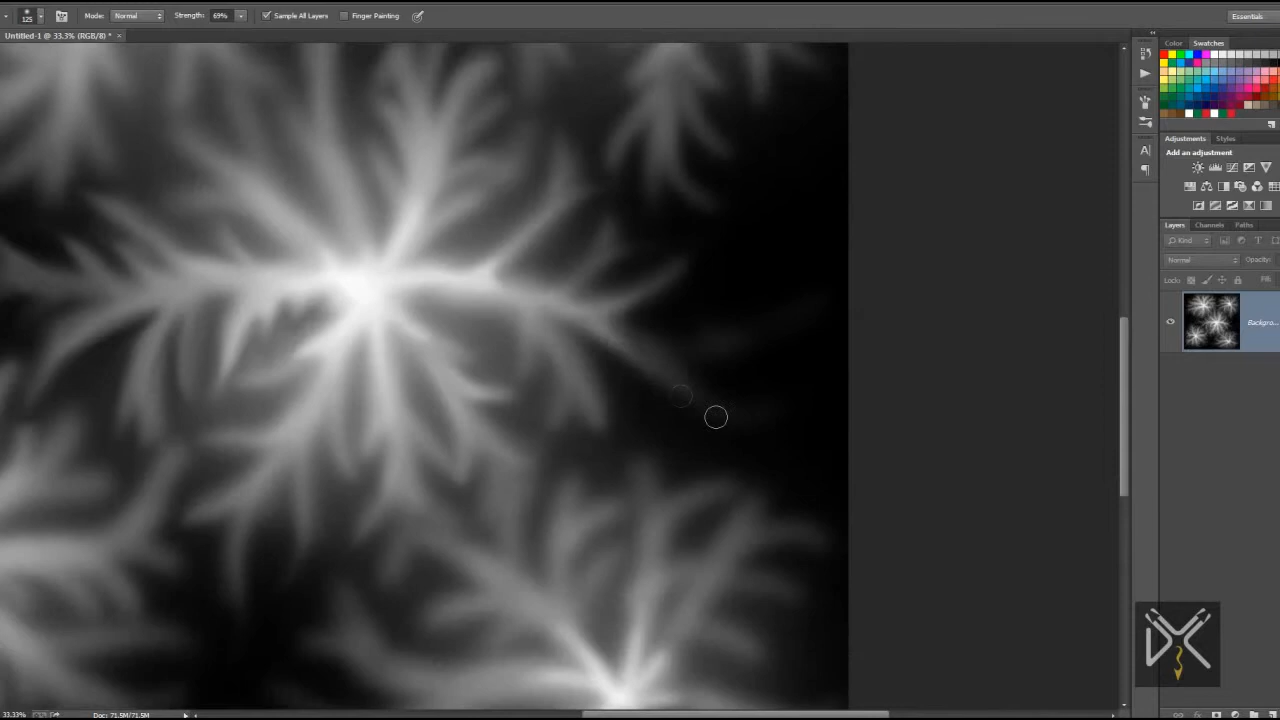 125 Mode: Normal Strength: 69% Sample All Layers Finger Painting Essentials
Untitled-1 @ 33.3% (RGB/8) * ×
Color Swatches
Adjustments Styles
Add an adjustment
Layers Channels Paths
Kind
Normal Opacity:
Lock: Fill:
Backgro...
DX
33.33% Doc: 71.5M/71.5M